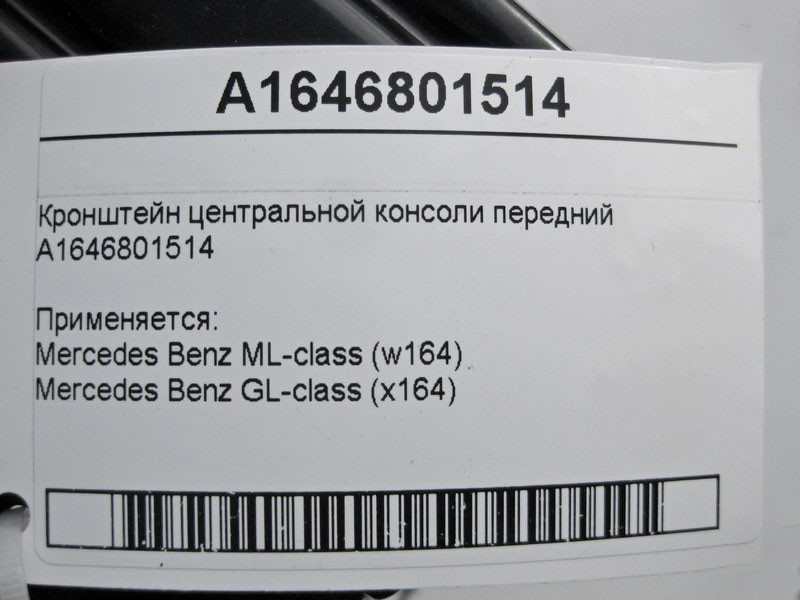 A1646801514
Кронштейн центральной консоли передний
A1646801514
Применяется:
Mercedes Benz ML-class (w164)
Mercedes Benz GL-class (x164)